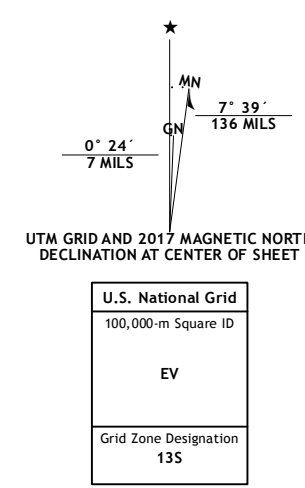 ★
MN
7° 39´
136 MILS
GN
0° 24´
7 MILS
UTM GRID AND 2017 MAGNETIC NORT
DECLINATION AT CENTER OF SHEET
U.S. National Grid
100,000-m Square ID
EV
Grid Zone Designation
13S